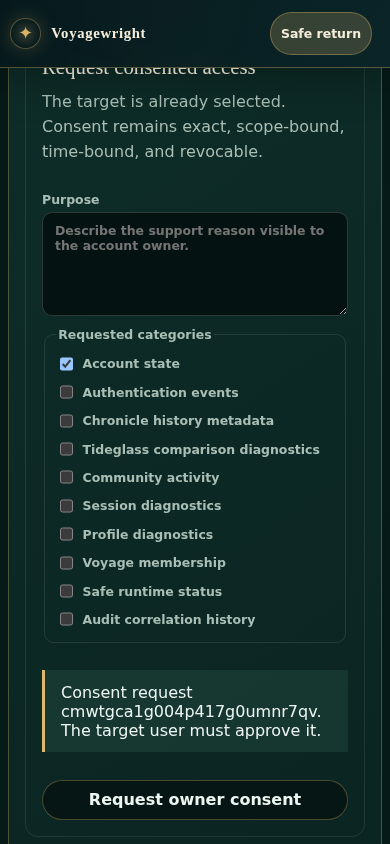 Voyagewright
Safe return
Request consented access
The target is already selected.
Consent remains exact, scope-bound,
time-bound, and revocable.
Purpose
Describe the support reason visible to
the account owner.
Requested categories
Account state
Authentication events
Chronicle history metadata
Tideglass comparison diagnostics
Community activity
Session diagnostics
Profile diagnostics
Voyage membership
Safe runtime status
Audit correlation history
Consent request
cmwtgca1g004p417g0umnr7qv.
The target user must approve it.
Request owner consent